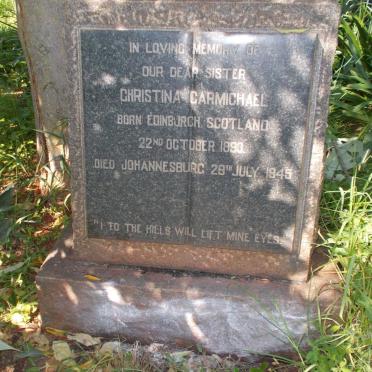 IN LOVING MEMORY OF
OUR DEAR SISTER
CHRISTINA CARMICHAEL
BORN EDINBURGH SCOTLAND
22ND OCTOBER 1890
DIED JOHANNESBURG 28TH JULY 1945
"I TO THE HILLS WILL LIFT MINE EYES.